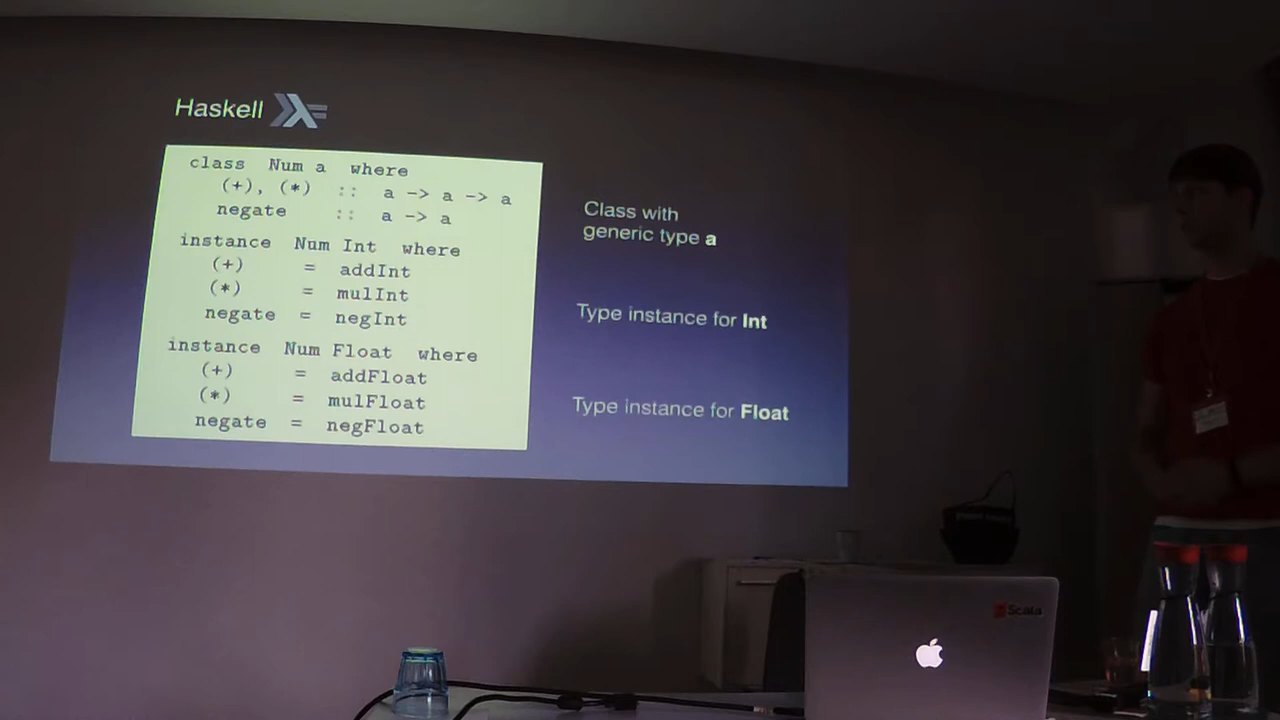 Haskell
class Num a where
(+), (*) :: a -> a -> a
negate :: a -> a
instance Num Int where
(+) = addInt
(*) = mulInt
negate = negInt
instance Num Float where
(+) = addFloat
(*) = mulFloat
negate = negFloat
Class with
generic type a
Type instance for Int
Type instance for Float
Scala